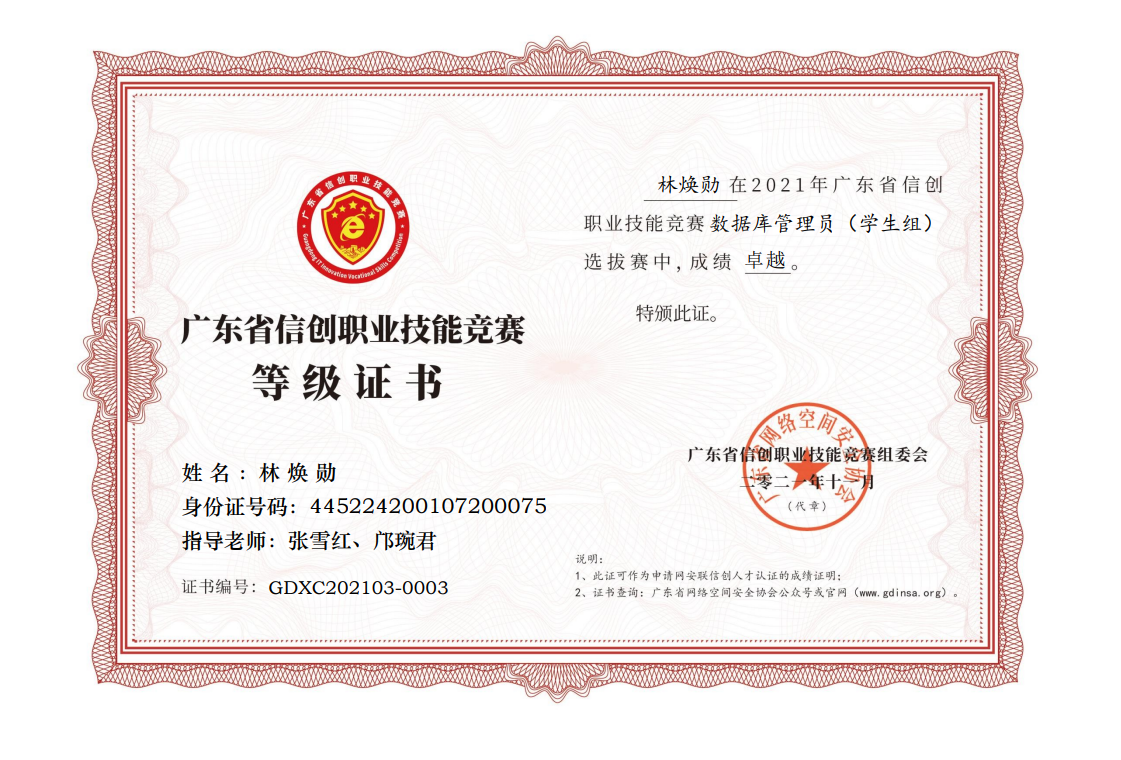 广东省信创职业技能竞赛
Guangdong IT Innovation Vocational Skills Competition
广东省信创职业技能竞赛
等级证书
姓名：林焕勋
身份证号码：445224200107200075
指导老师：张雪红、邝琬君
证书编号：GDXC202103-0003
林焕勋 在2021年广东省信创
职业技能竞赛 数据库管理员（学生组）
选拔赛中，成绩 卓越。
特颁此证。
广东省信创职业技能竞赛组委会
二零二一年十一月
（代章）
广东省网络空间安全协会
说明：
1、此证可作为申请网安联信创人才认证的成绩证明；
2、证书查询：广东省网络空间安全协会公众号或官网（www.gdinsa.org）。